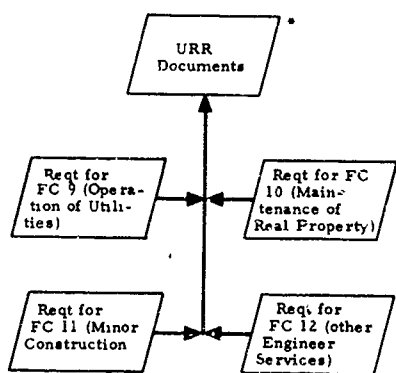 URR
Documents
Reqt for
FC 9 (Opera-
tion of Utili-
ties)
Reqt for FC
10 (Main-
tenance of
Real Property)
Reqt for
FC 11 (Minor
Construction
Reqt for
FC 12 (other
Engineer
Services)